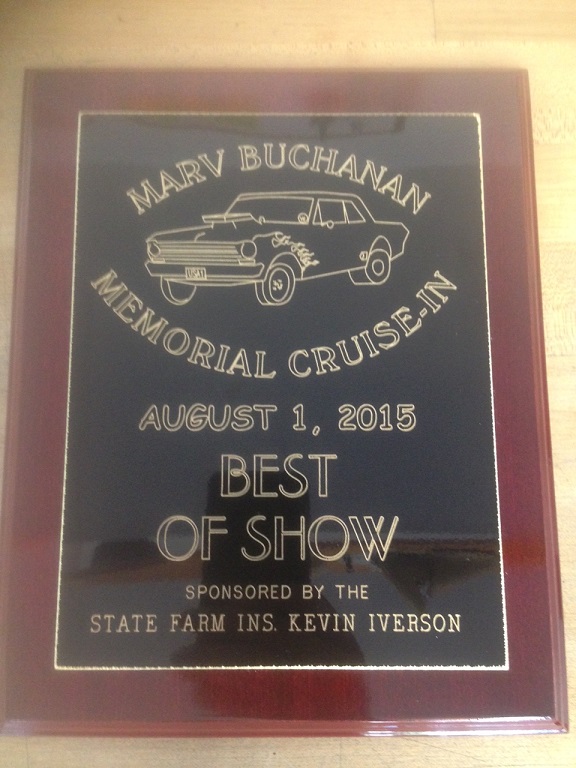 MARV BUCHANAN
MEMORIAL CRUISE-IN
AUGUST 1, 2015
BEST
OF SHOW
SPONSORED BY THE
STATE FARM INS. KEVIN IVERSON